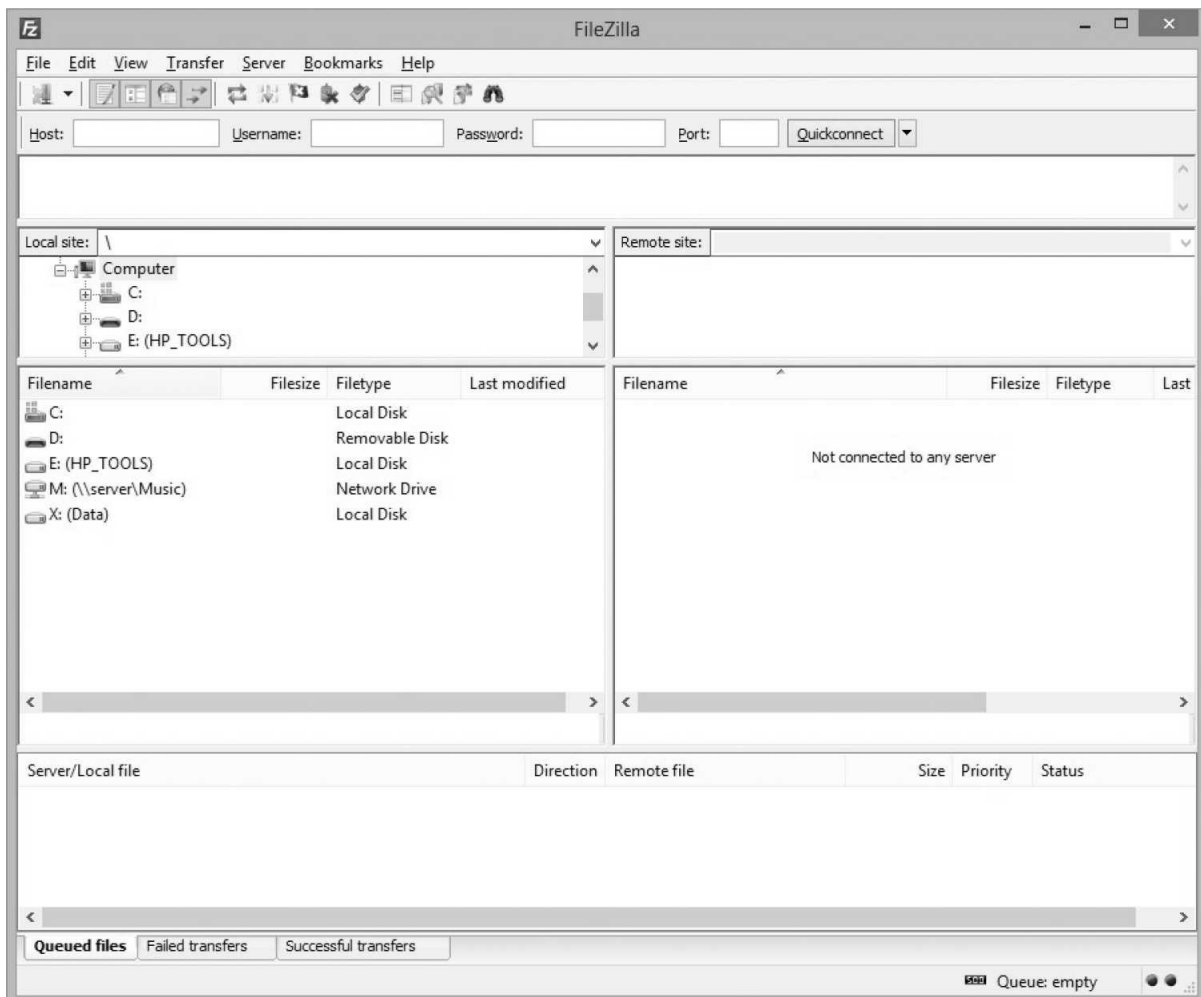 FileZilla
File Edit View Transfer Server Bookmarks Help
Host: Username: Password: Port: Quickconnect
Local site: \
Computer
C:
D:
E: (HP_TOOLS)
Remote site:
Filename Filesize Filetype Last modified
C: Local Disk
D: Removable Disk
E: (HP_TOOLS) Local Disk
M: (\\server\Music) Network Drive
X: (Data) Local Disk
Filename Filesize Filetype Last
Not connected to any server
Server/Local file Direction Remote file Size Priority Status
Queued files Failed transfers Successful transfers
Queue: empty